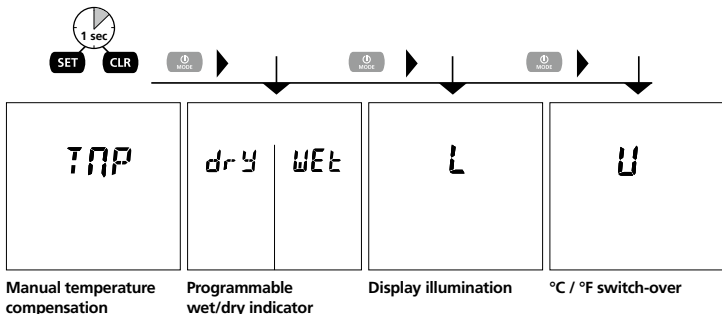 1 sec
SET CLR
MODE MODE MODE
TMP dry WEt L U
Manual temperature compensation
Programmable wet/dry indicator
Display illumination
°C / °F switch-over